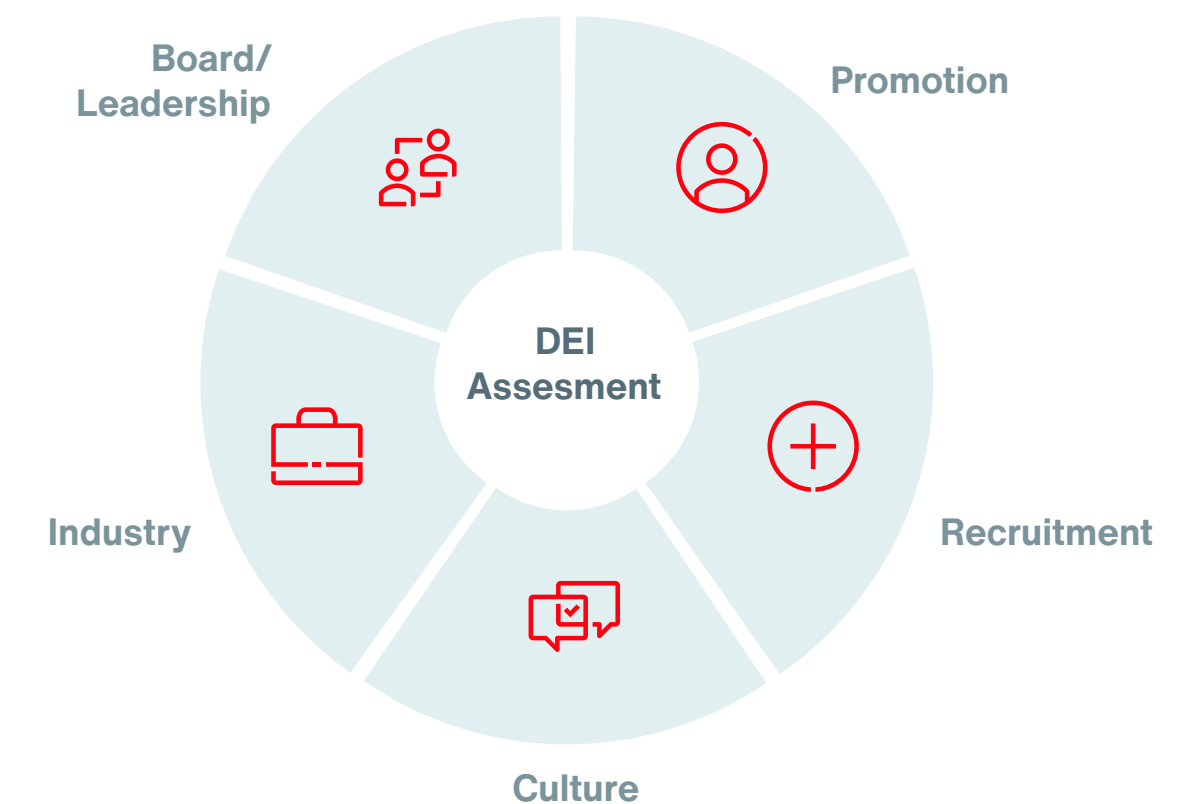 Board/
Leadership
Promotion
DEI
Assesment
Industry
Recruitment
Culture